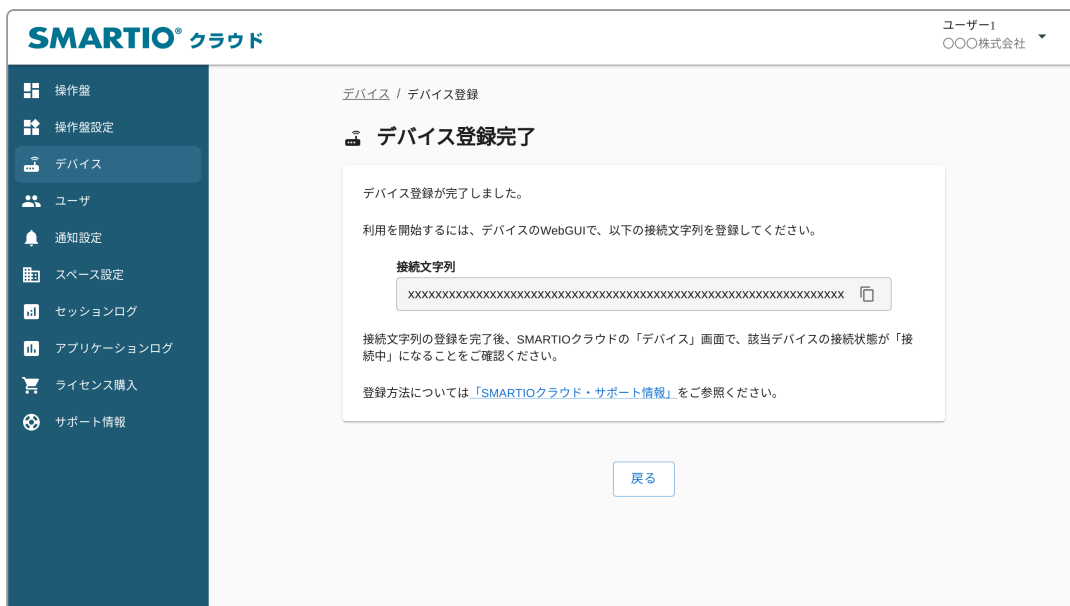 SMARTIO® クラウド
ユーザー1
〇〇〇株式会社
操作盤
操作盤設定
デバイス
ユーザ
通知設定
スペース設定
セッションログ
アプリケーションログ
ライセンス購入
サポート情報
デバイス / デバイス登録
デバイス登録完了
デバイス登録が完了しました。
利用を開始するには、デバイスのWebGUIで、以下の接続文字列を登録してください。
接続文字列
xxxxxxxxxxxxxxxxxxxxxxxxxxxxxxxxxxxxxxxxxxxxxxxxxxxxxxxxxxxxxxxx
接続文字列の登録を完了後、SMARTIOクラウドの「デバイス」画面で、該当デバイスの接続状態が「接
続中」になることをご確認ください。
登録方法については「SMARTIOクラウド・サポート情報」をご参照ください。
戻る